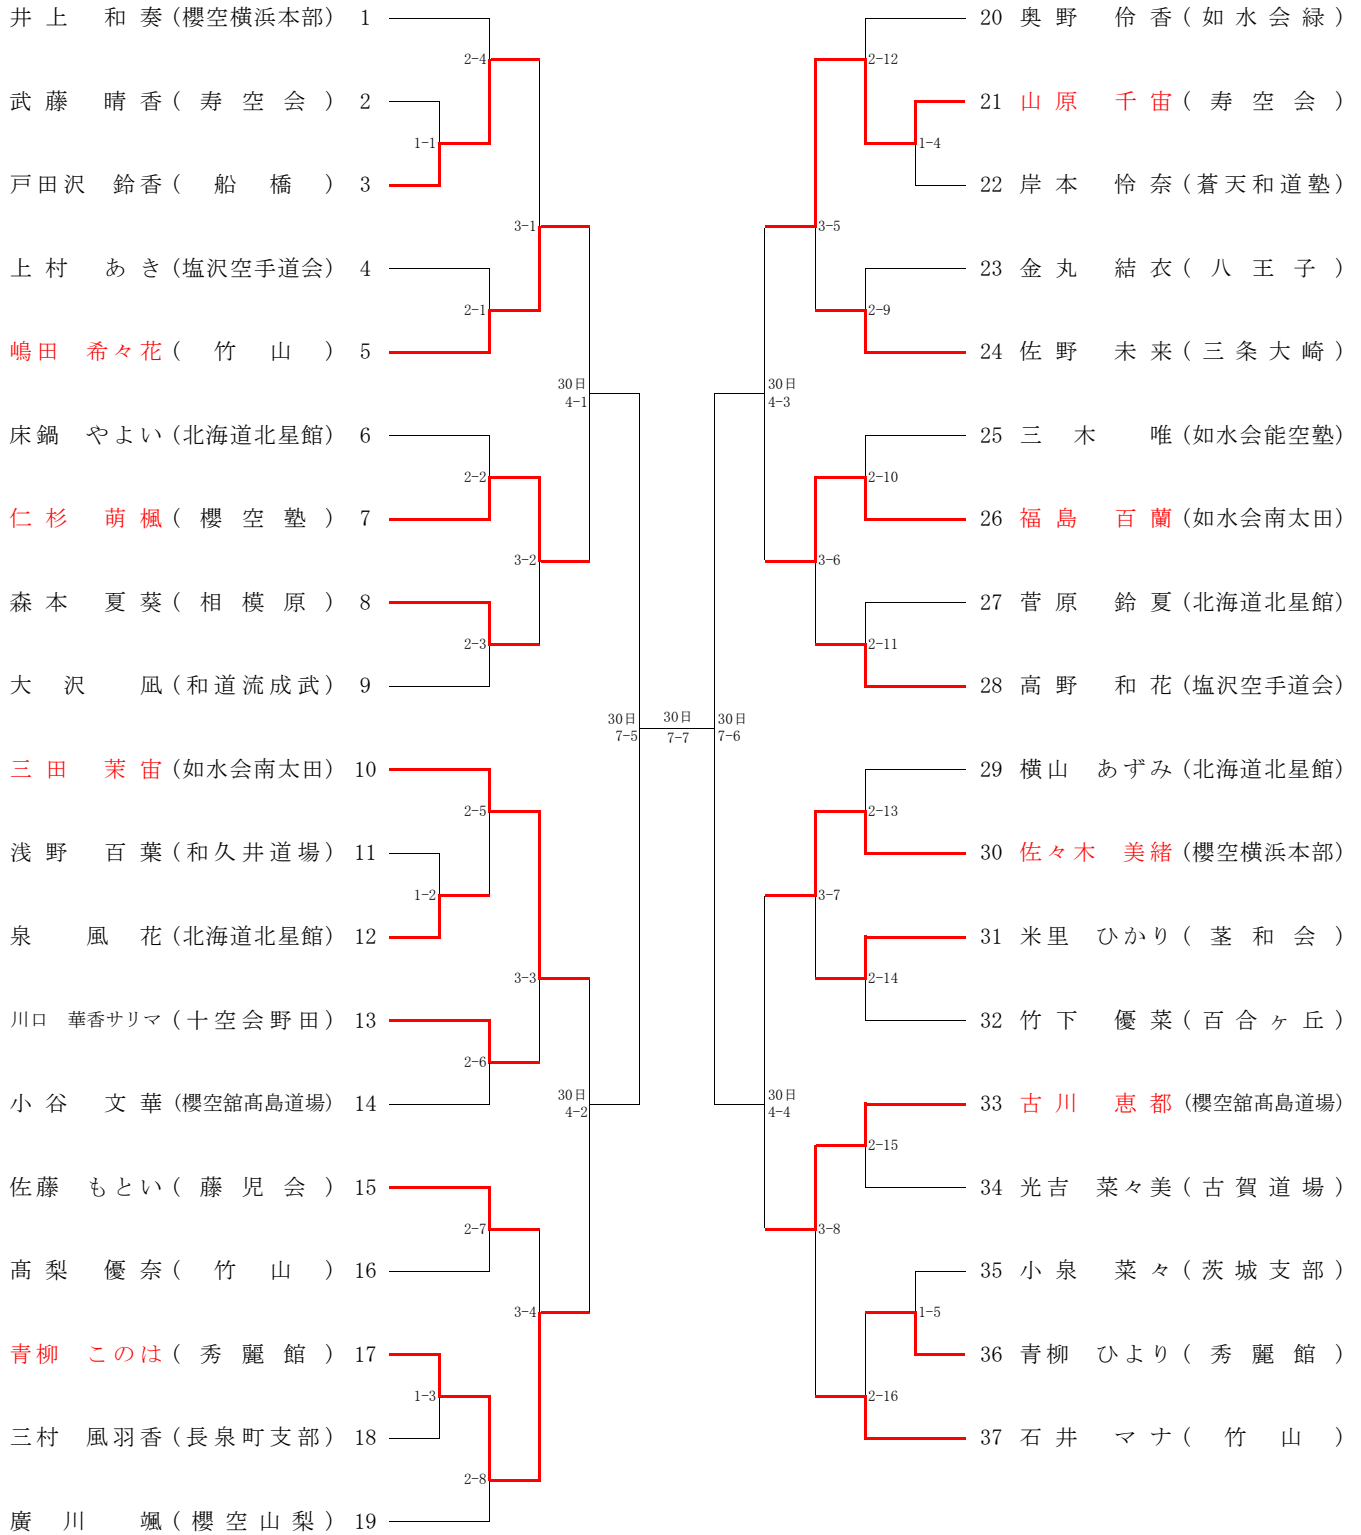 井上 和奏 (櫻空横浜本部) 1
武藤 晴香 (寿空会) 2
戸田沢 鈴香 (船橋) 3
上村 あき (塩沢空手道会) 4
嶋田 希々花 (竹山) 5
床鍋 やよい (北海道北星館) 6
仁杉 萌楓 (櫻空塾) 7
森本 夏葵 (相模原) 8
大沢 凪 (和道流成武) 9
三田 茉宙 (如水会南太田) 10
浅野 百葉 (和久井道場) 11
泉 風花 (北海道北星館) 12
川口 華香サリマ (十空会野田) 13
小谷 文華 (櫻空舘髙島道場) 14
佐藤 もとい (藤児会) 15
髙梨 優奈 (竹山) 16
青柳 このは (秀麗館) 17
三村 風羽香 (長泉町支部) 18
廣川 颯 (櫻空山梨) 19
1-1
1-2
1-3
2-4
2-1
2-2
2-3
2-5
2-6
2-7
2-8
3-1
3-2
3-3
3-4
30日
4-1
30日
4-2
30日
7-5
30日
7-7
30日
7-6
30日
4-3
30日
4-4
3-5
3-6
3-7
3-8
2-12
2-9
2-10
2-11
2-13
2-14
2-15
2-16
1-4
1-5
20 奥野 伶香 (如水会緑)
21 山原 千宙 (寿空会)
22 岸本 怜奈 (蒼天和道塾)
23 金丸 結衣 (八王子)
24 佐野 未来 (三条大崎)
25 三木 唯 (如水会能空塾)
26 福島 百蘭 (如水会南太田)
27 菅原 鈴夏 (北海道北星館)
28 高野 和花 (塩沢空手道会)
29 横山 あずみ (北海道北星館)
30 佐々木 美緒 (櫻空横浜本部)
31 米里 ひかり (茎和会)
32 竹下 優菜 (百合ヶ丘)
33 古川 恵都 (櫻空舘髙島道場)
34 光吉 菜々美 (古賀道場)
35 小泉 菜々 (茨城支部)
36 青柳 ひより (秀麗館)
37 石井 マナ (竹山)